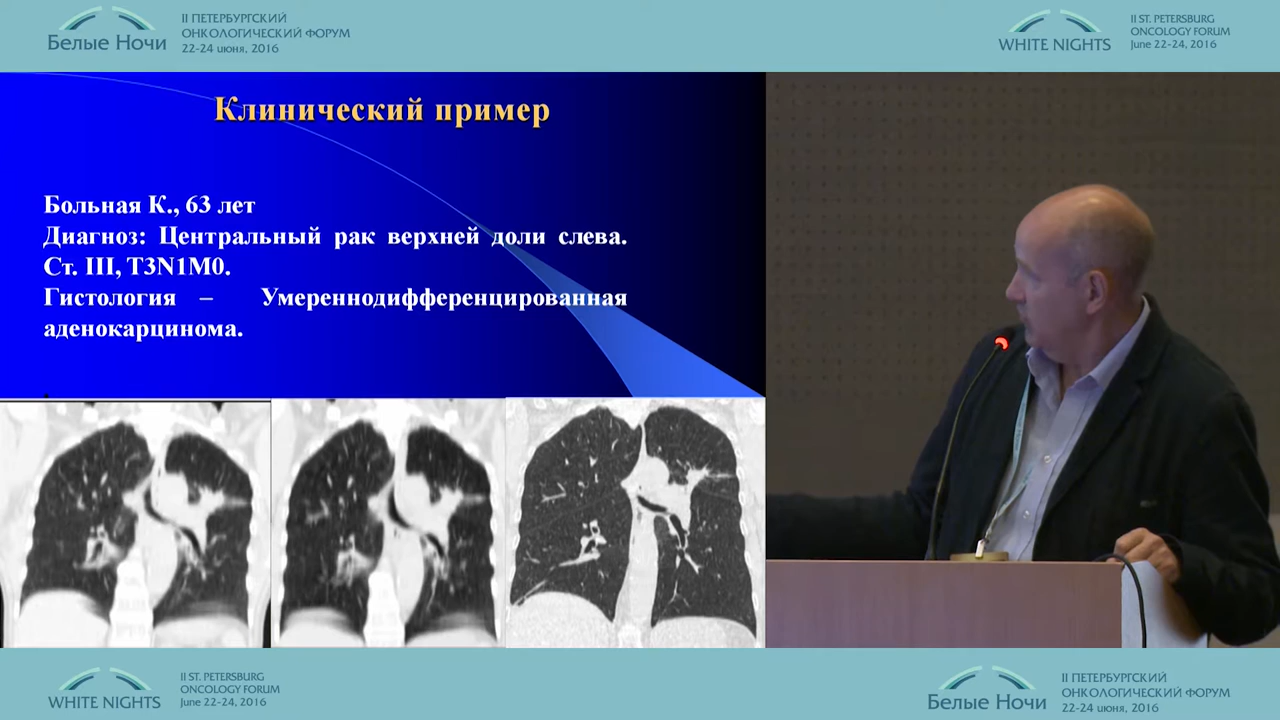 Белые Ночи
II ПЕТЕРБУРГСКИЙ
ОНКОЛОГИЧЕСКИЙ ФОРУМ
22-24 июня, 2016
WHITE NIGHTS
II ST. PETERSBURG
ONCOLOGY FORUM
June 22-24, 2016
Клинический пример
Больная К., 63 лет
Диагноз: Центральный рак верхней доли слева.
Ст. III, T3N1M0.
Гистология – Умереннодифференцированная
аденокарцинома.
WHITE NIGHTS
II ST. PETERSBURG
ONCOLOGY FORUM
June 22-24, 2016
Белые Ночи
II ПЕТЕРБУРГСКИЙ
ОНКОЛОГИЧЕСКИЙ ФОРУМ
22-24 июня, 2016